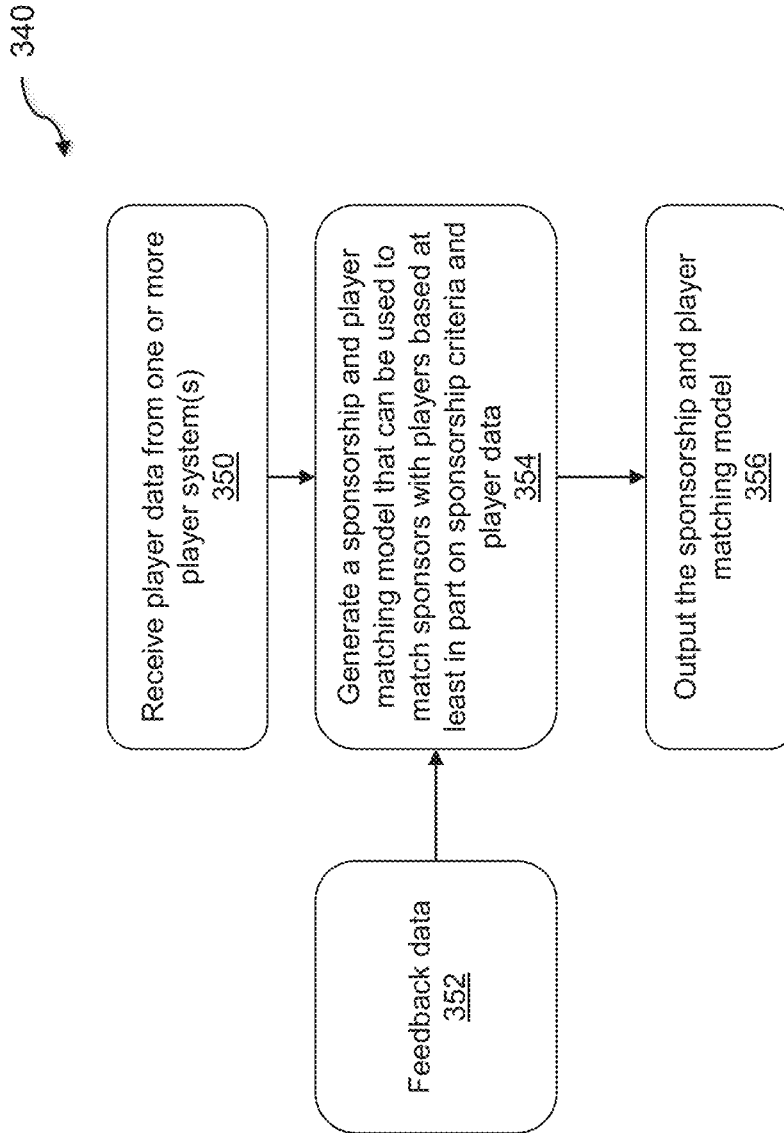 340
Receive player data from one or more
player system(s)
350
Generate a sponsorship and player
matching model that can be used to
match sponsors with players based at
least in part on sponsorship criteria and
player data
354
Feedback data
352
Output the sponsorship and player
matching model
356